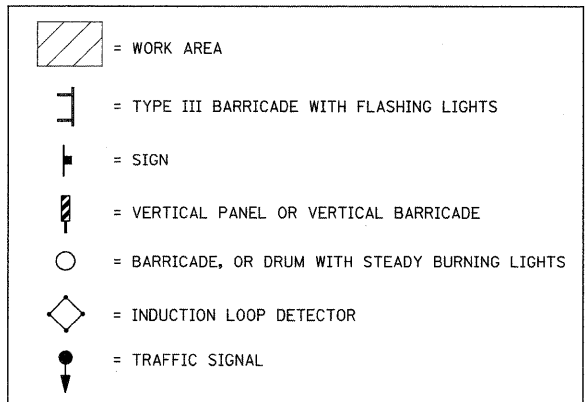 = WORK AREA
= TYPE III BARRICADE WITH FLASHING LIGHTS
= SIGN
= VERTICAL PANEL OR VERTICAL BARRICADE
= BARRICADE, OR DRUM WITH STEADY BURNING LIGHTS
= INDUCTION LOOP DETECTOR
= TRAFFIC SIGNAL